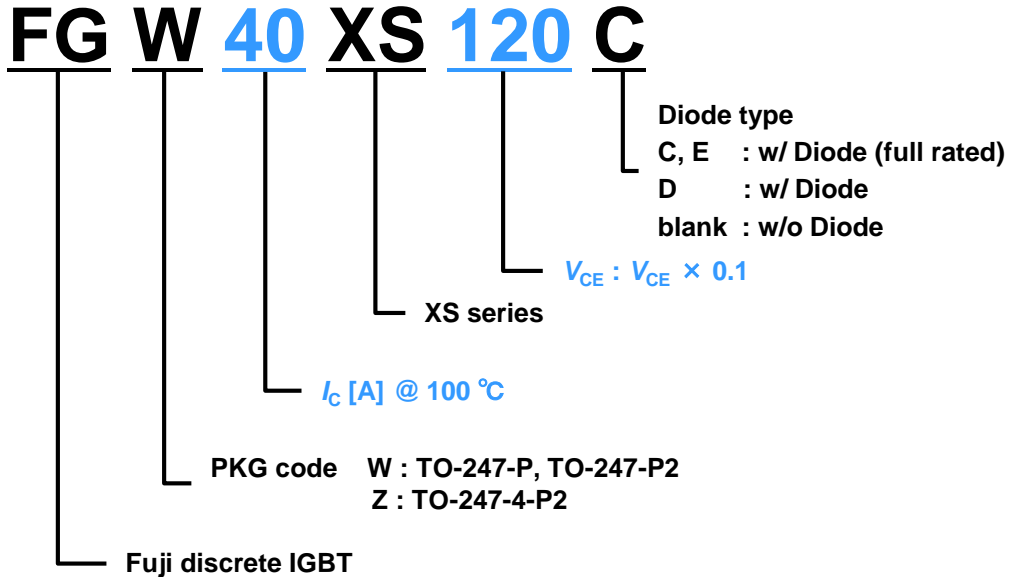 FG W 40 XS 120 C
Diode type
C, E : w/ Diode (full rated)
D : w/ Diode
blank : w/o Diode
VCE : VCE × 0.1
XS series
IC [A] @ 100 ℃
PKG code W : TO-247-P, TO-247-P2
Z : TO-247-4-P2
Fuji discrete IGBT